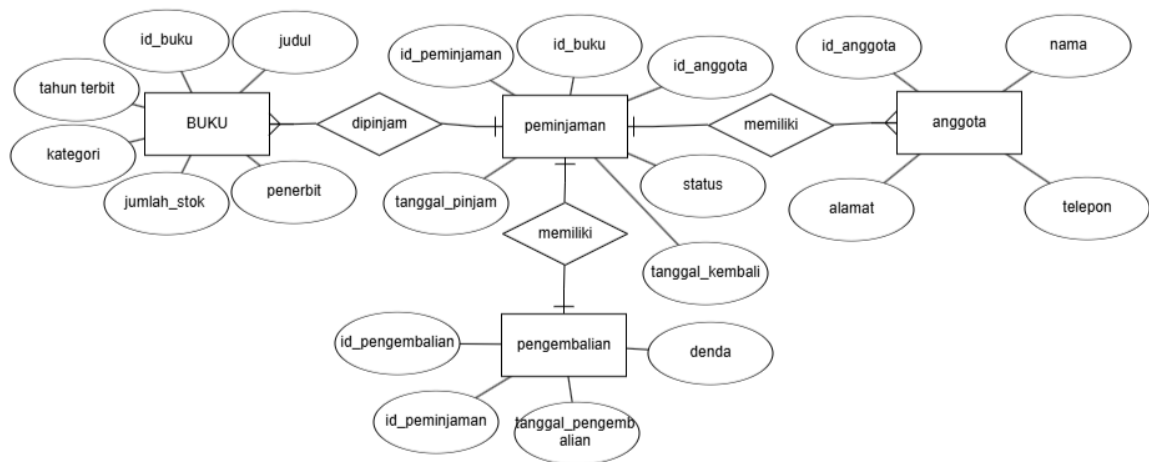 id_buku
judul
tahun terbit
BUKU
kategori
jumlah_stok
penerbit
dipinjam
id_peminjaman
id_buku
id_anggota
peminjaman
tanggal_pinjam
status
tanggal_kembali
memiliki
id_anggota
nama
anggota
alamat
telepon
memiliki
pengembalian
id_pengembalian
denda
id_peminjaman
tanggal_pengemb
alian